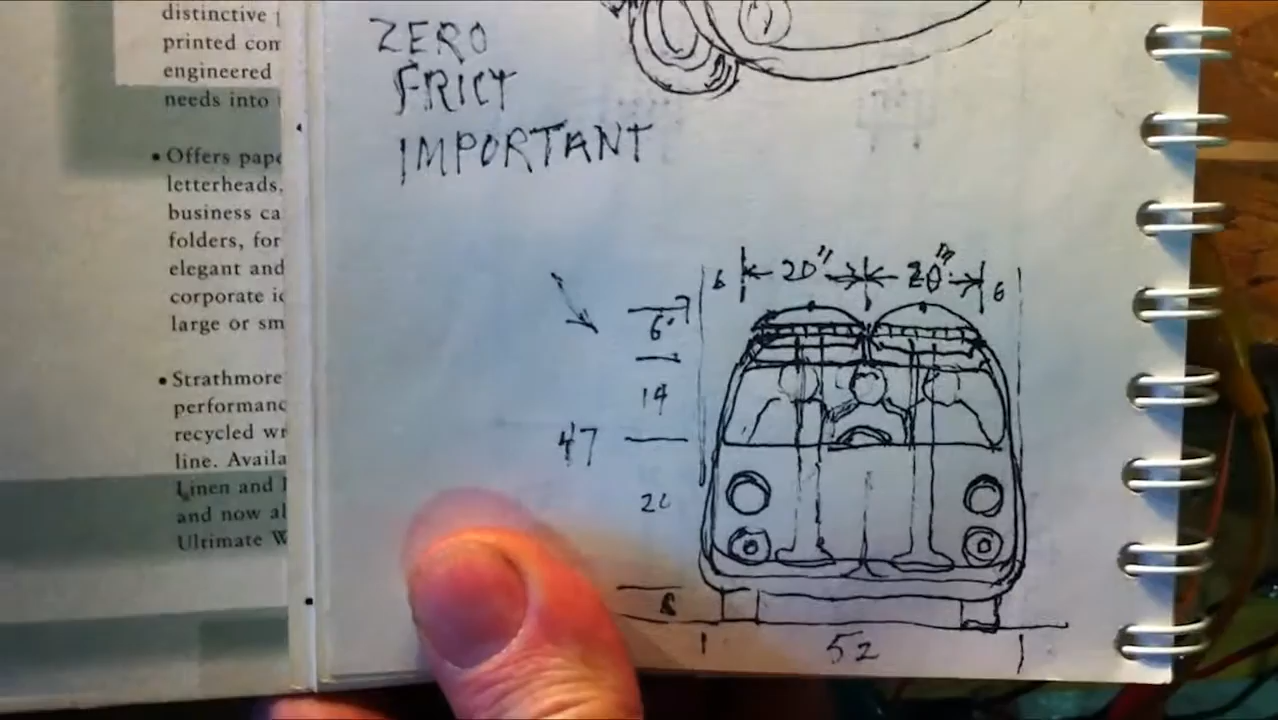 distinctive
printed com
engineered
needs into
• Offers pape
letterheads,
business ca
folders, for
elegant and
corporate ic
large or sm
• Strathmore
performanc
recycled wr
line. Availa
Linen and
and now al
Ultimate W
ZERO
FRICT
IMPORTANT
6 20" 20" 6
6"
14
47
8
52